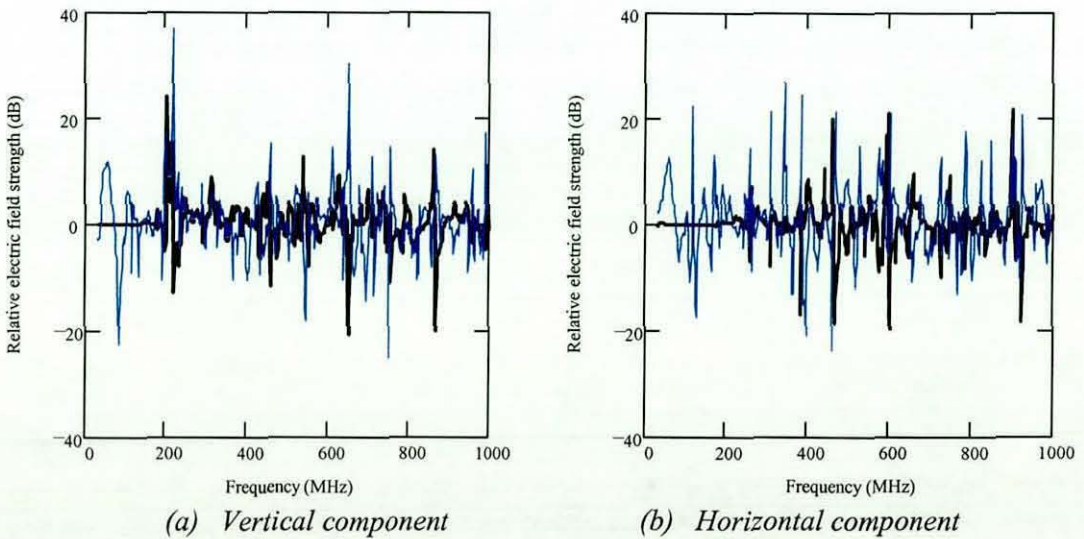 40
20
0
−20
−40
0 200 400 600 800 1000
Relative electric field strength (dB)
Frequency (MHz)
(a) Vertical component
40
20
0
−20
−40
0 200 400 600 800 1000
Relative electric field strength (dB)
Frequency (MHz)
(b) Horizontal component